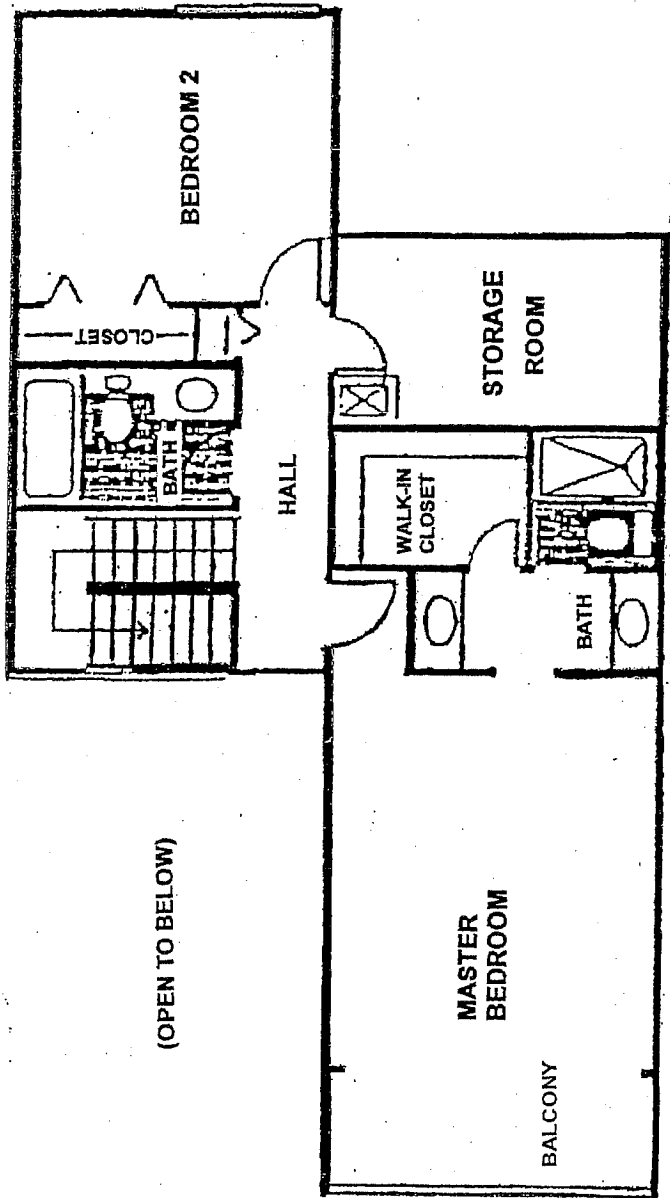 BEDROOM 2
CLOSET
STORAGE
ROOM
BATH
HALL
WALK-IN
CLOSET
BATH
(OPEN TO BELOW)
MASTER
BEDROOM
BALCONY